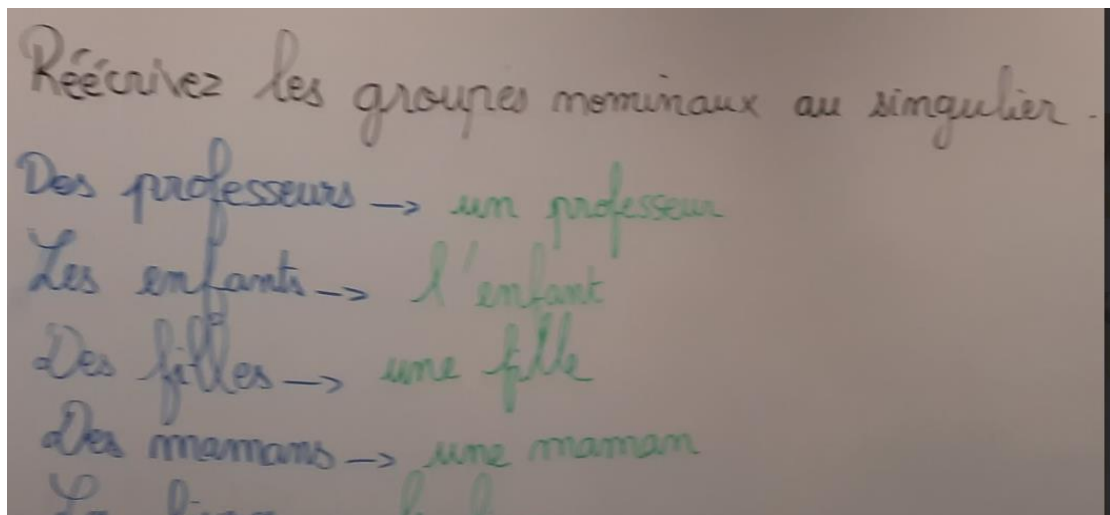 Réécrivez les groupes nominaux au singulier.
Des professeurs -> un professeur
Les enfants -> l'enfant
Des filles -> une fille
Des mamans -> une maman